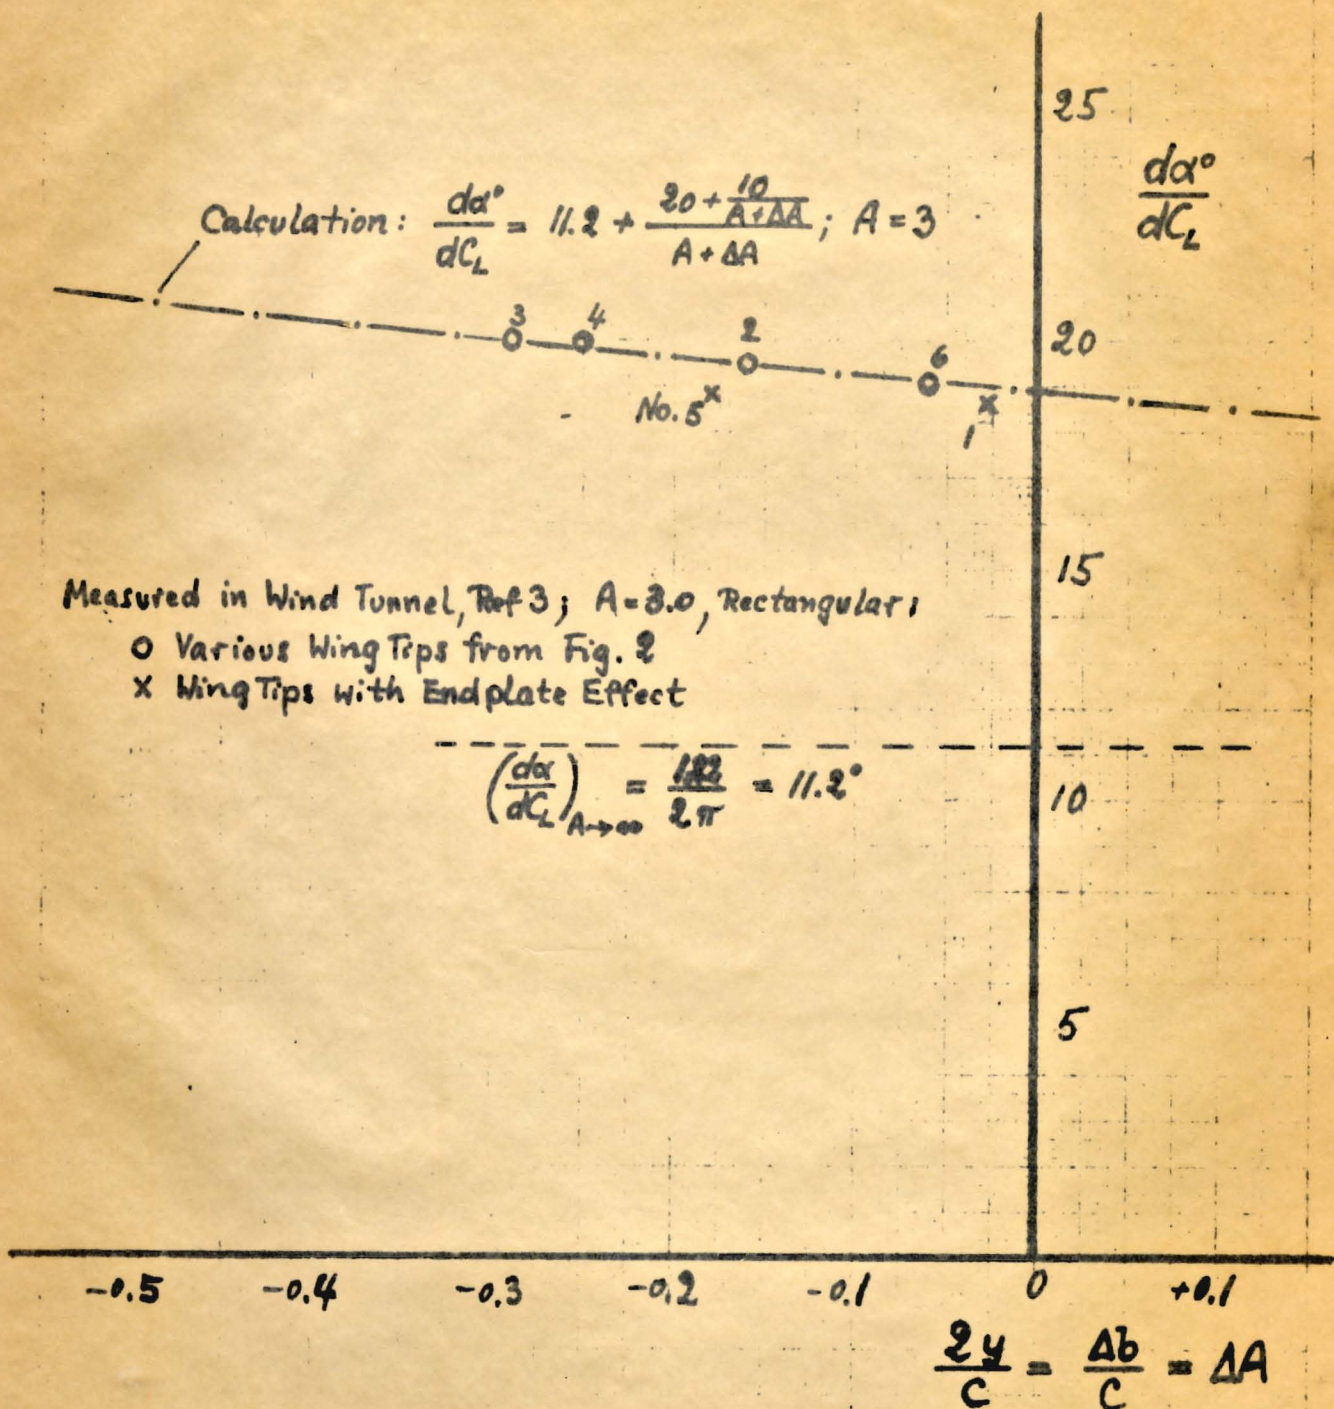 25
dα°/dC_L
Calculation: dα°/dC_L = 11.2 + (20 + 10/(A+ΔA))/(A + ΔA); A = 3
3 4 2 6
20
No. 5
1
15
Measured in Wind Tunnel, Ref 3; A=3.0, Rectangular:
o Various Wing Tips from Fig. 2
x Wing Tips with Endplate Effect
(dα/dC_L)_A→∞ = /2π = 11.2°
10
5
-0.5 -0.4 -0.3 -0.2 -0.1 0 +0.1
2y/C = Δb/C = ΔA